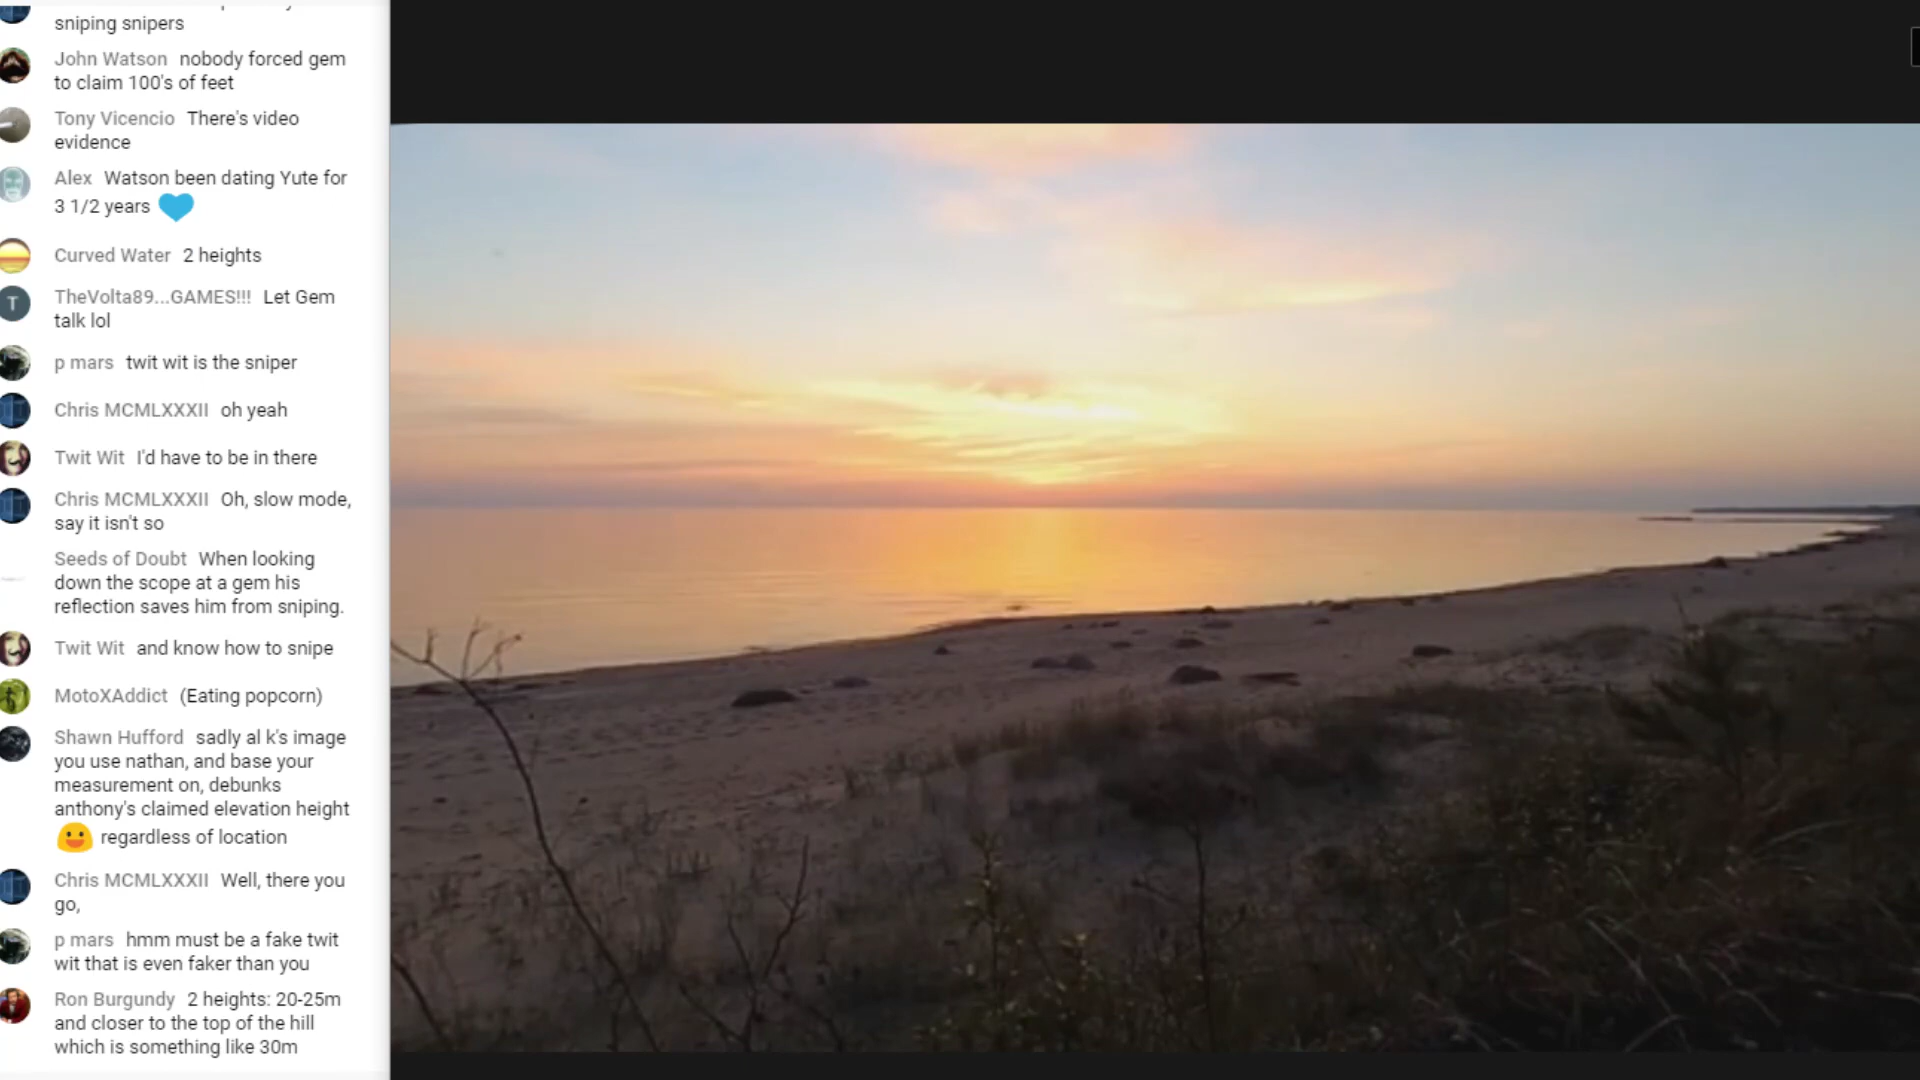 sniping snipers
John Watson nobody forced gem
to claim 100's of feet
Tony Vicencio There's video
evidence
Alex Watson been dating Yute for
3 1/2 years
Curved Water 2 heights
TheVolta89...GAMES!!! Let Gem
talk lol
p mars twit wit is the sniper
Chris MCMLXXXII oh yeah
Twit Wit I'd have to be in there
Chris MCMLXXXII Oh, slow mode,
say it isn't so
Seeds of Doubt When looking
down the scope at a gem his
reflection saves him from sniping.
Twit Wit and know how to snipe
MotoXAddict (Eating popcorn)
Shawn Hufford sadly al k's image
you use nathan, and base your
measurement on, debunks
anthony's claimed elevation height
regardless of location
Chris MCMLXXXII Well, there you
go,
p mars hmm must be a fake twit
wit that is even faker than you
Ron Burgundy 2 heights: 20-25m
and closer to the top of the hill
which is something like 30m
T